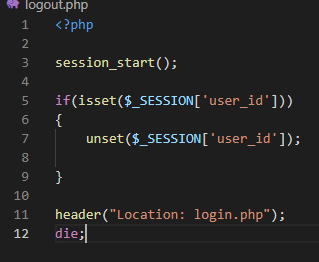 logout.php
1 <?php
2
3 session_start();
4
5 if(isset($_SESSION['user_id']))
6 {
7 unset($_SESSION['user_id']);
8
9 }
10
11 header("Location: login.php");
12 die;